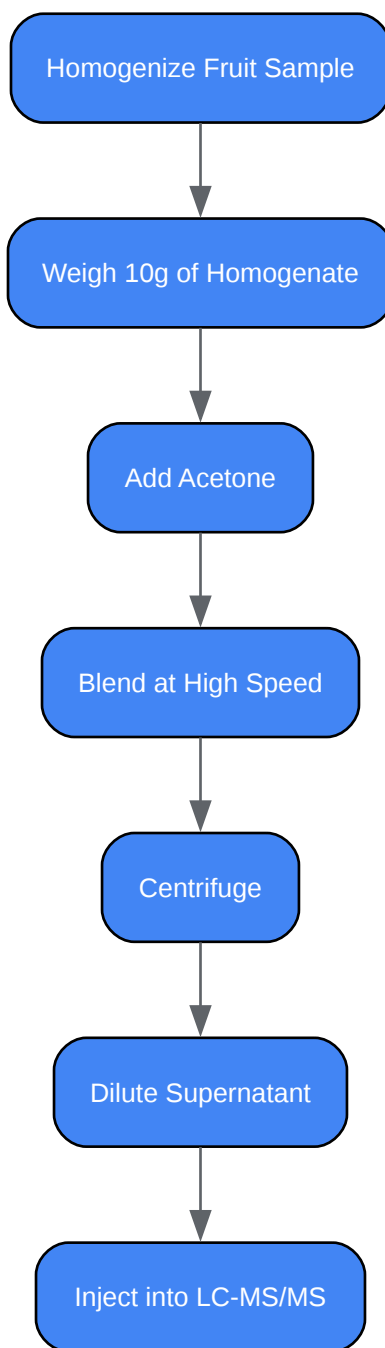 Homogenize Fruit Sample
Weigh 10g of Homogenate
Add Acetone
Blend at High Speed
Centrifuge
Dilute Supernatant
Inject into LC-MS/MS